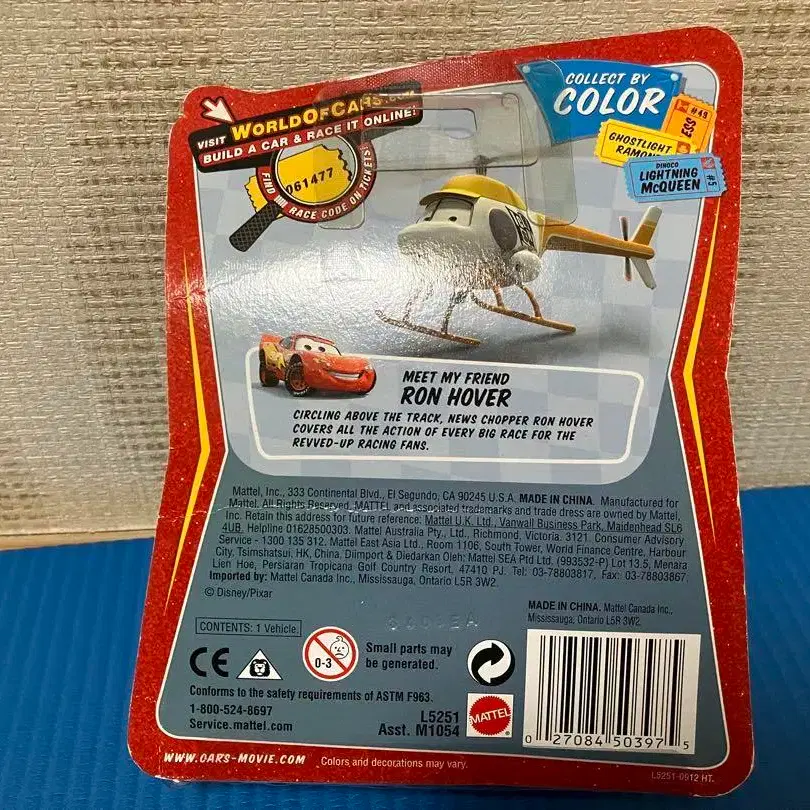 VISIT WORLDOFCARS.COM
BUILD A CAR & RACE IT ONLINE!
061477
FIND RACE CODE ON TICKETS!
COLLECT BY
COLOR
#49
ESS
GHOSTLIGHT
RAMON
DINOCO
LIGHTNING
McQUEEN
#5
MEET MY FRIEND
RON HOVER
CIRCLING ABOVE THE TRACK, NEWS CHOPPER RON HOVER
COVERS ALL THE ACTION OF EVERY BIG RACE FOR THE
REVVED-UP RACING FANS.
Mattel, Inc., 333 Continental Blvd., El Segundo, CA 90245 U.S.A. MADE IN CHINA. Manufactured for
Mattel. All Rights Reserved. MATTEL and associated trademarks and trade dress are owned by Mattel,
Inc. Retain this address for future reference: Mattel U.K. Ltd., Vanwall Business Park, Maidenhead SL6
4UB. Helpline 01628500303. Mattel Australia Pty., Ltd., Richmond, Victoria. 3121. Consumer Advisory
Service - 1300 135 312. Mattel East Asia Ltd., Room 1106, South Tower, World Finance Centre, Harbour
City, Tsimshatsui, HK, China. Diimport & Diedarkan Oleh: Mattel SEA Ptd Ltd. (993532-P) Lot 13.5, Menara
Lien Hoe, Persiaran Tropicana Golf Country Resort, 47410 PJ. Tel: 03-78803817, Fax: 03-78803867.
Imported by: Mattel Canada Inc., Mississauga, Ontario L5R 3W2.
© Disney/Pixar
MADE IN CHINA. Mattel Canada Inc.,
Mississauga, Ontario L5R 3W2.
CONTENTS: 1 Vehicle.
CE
0-3
Small parts may
be generated.
Conforms to the safety requirements of ASTM F963.
1-800-524-8697
Service.mattel.com
L5251
Asst. M1054
MATTEL
0 27084 50397 5
WWW.CARS-MOVIE.COM
Colors and decorations may vary.
L5251-0912 HT.